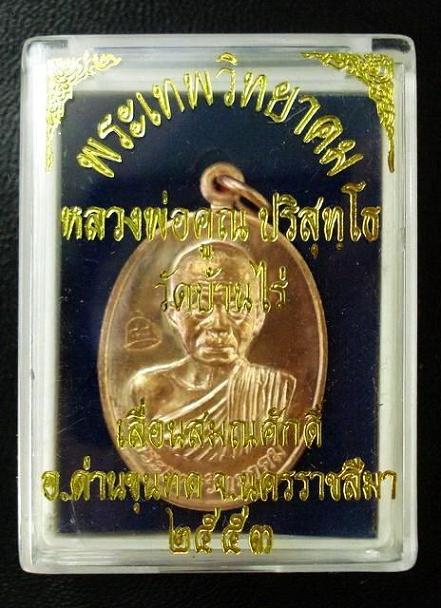 พระเทพวิทยาคม
หลวงพ่อคูณ ปริสุทฺโธ
วัดบ้านไร่
เลื่อนสมณศักดิ์
อ.ด่านขุนทด จ.นครราชสีมา
๒๕๕๓